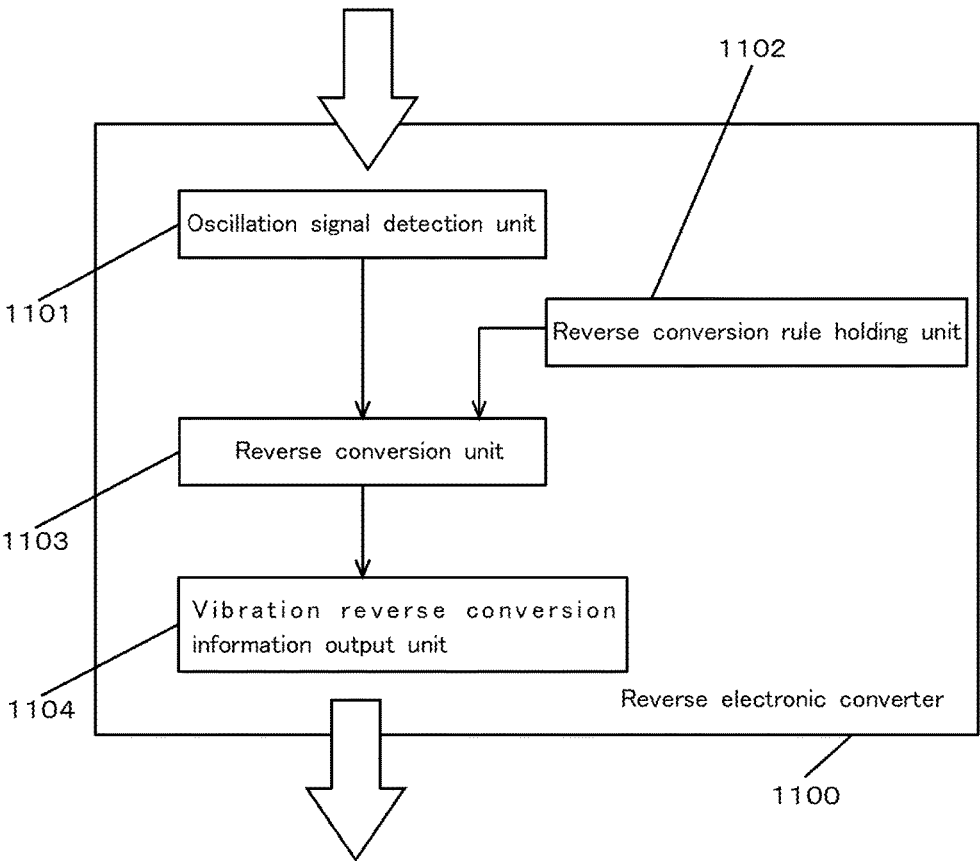 1102
Oscillation signal detection unit
1101
Reverse conversion rule holding unit
Reverse conversion unit
1103
Vibration reverse conversion
information output unit
1104
Reverse electronic converter
1100